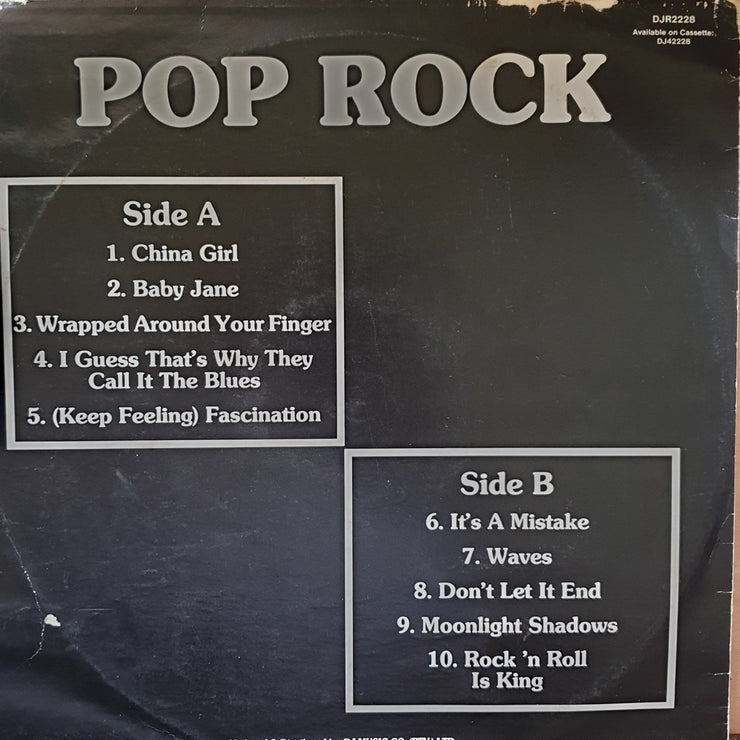 DJR2228
Available on Cassette:
DJ42228
POP ROCK
Side A
1. China Girl
2. Baby Jane
3. Wrapped Around Your Finger
4. I Guess That's Why They
Call It The Blues
5. (Keep Feeling) Fascination
Side B
6. It's A Mistake
7. Waves
8. Don't Let It End
9. Moonlight Shadows
10. Rock 'n Roll
Is King